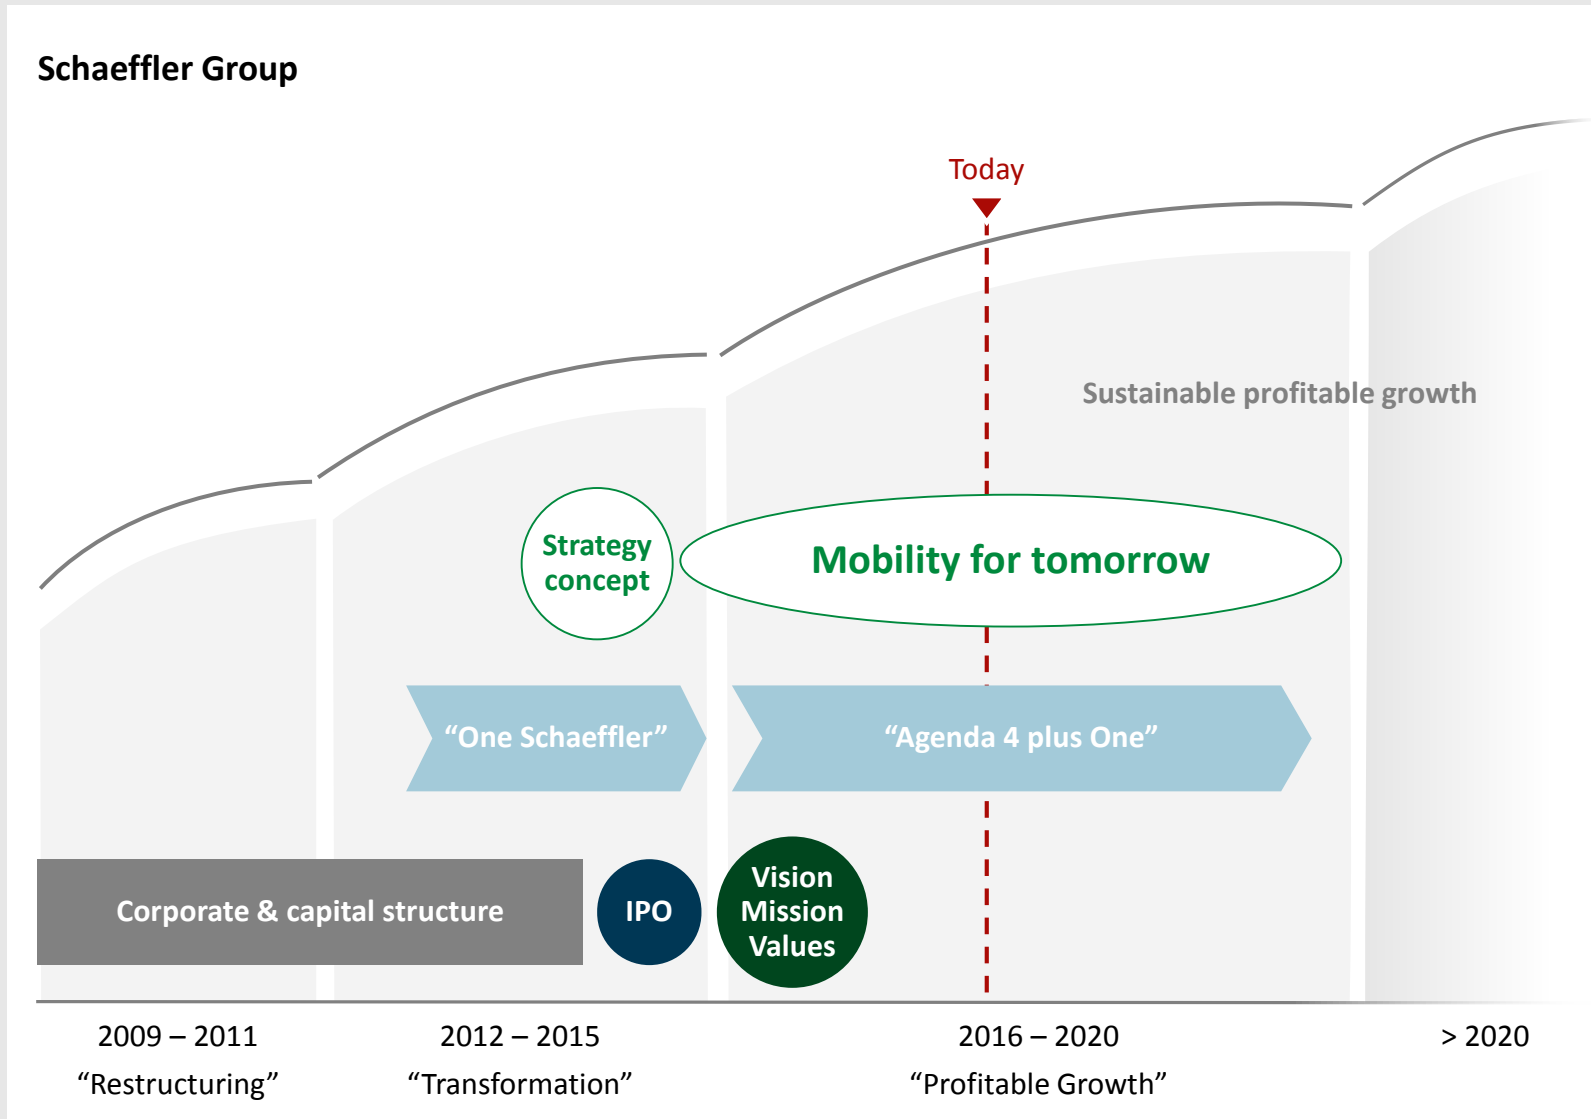 Schaeffler Group
Today
Sustainable profitable growth
Strategy
concept
Mobility for tomorrow
“One Schaeffler”
“Agenda 4 plus One”
Corporate & capital structure
IPO
Vision
Mission
Values
2009 – 2011
“Restructuring”
2012 – 2015
“Transformation”
2016 – 2020
“Profitable Growth”
> 2020